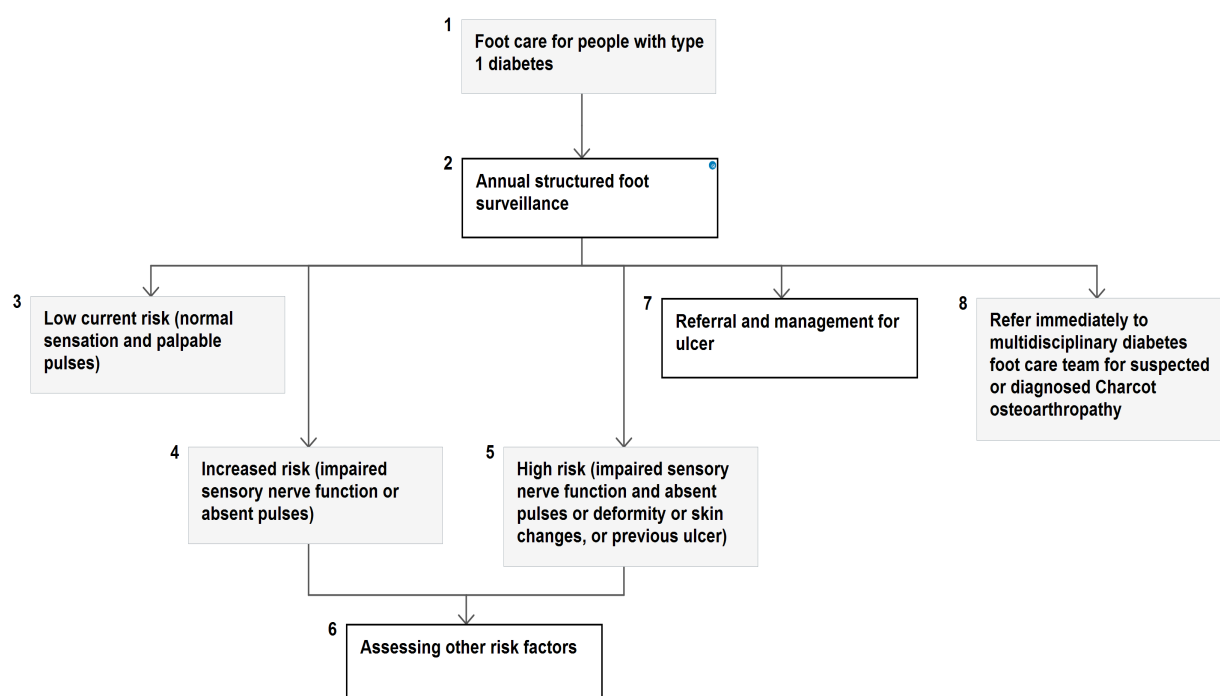 1
Foot care for people with type
1 diabetes
2
Annual structured foot
surveillance
3
Low current risk (normal
sensation and palpable
pulses)
7
Referral and management for
ulcer
8
Refer immediately to
multidisciplinary diabetes
foot care team for suspected
or diagnosed Charcot
osteoarthropathy
4
Increased risk (impaired
sensory nerve function or
absent pulses)
5
High risk (impaired sensory
nerve function and absent
pulses or deformity or skin
changes, or previous ulcer)
6
Assessing other risk factors